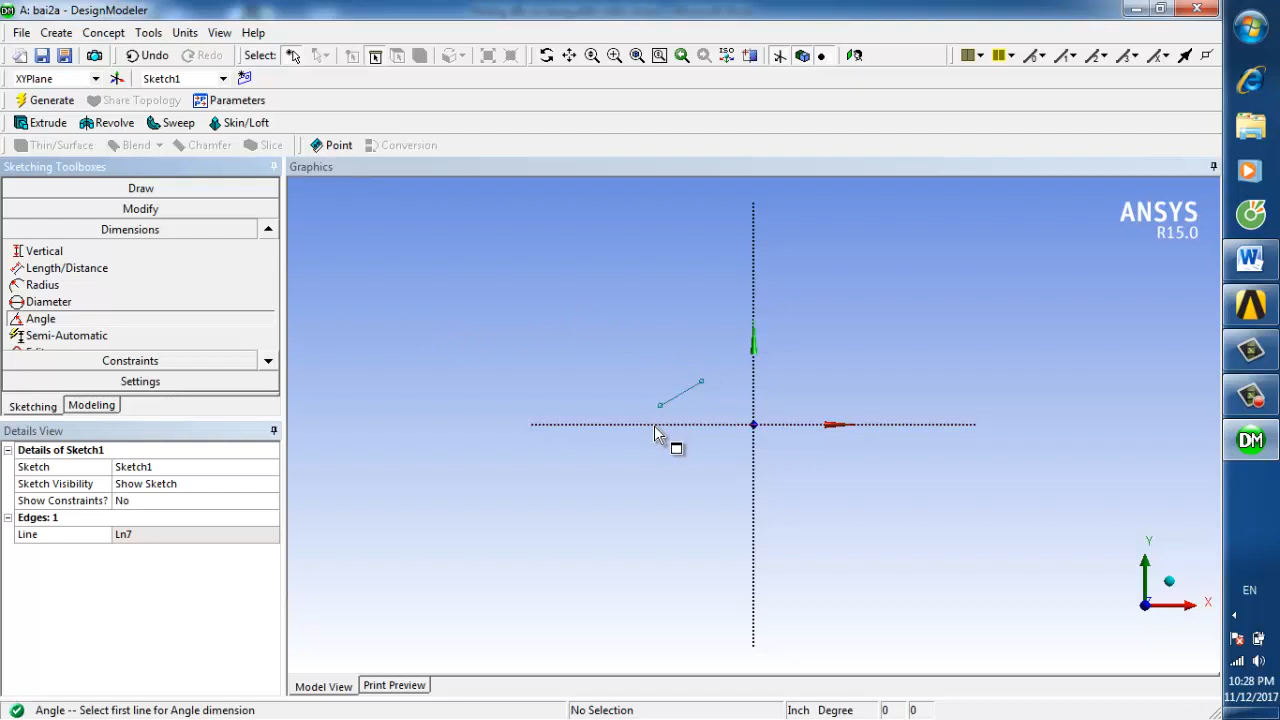 A: bai2a - DesignModeler
File Create Concept Tools Units View Help
Undo Redo Select:
XYPlane Sketch1
Generate Share Topology Parameters
Extrude Revolve Sweep Skin/Loft
Thin/Surface Blend Chamfer Slice Point Conversion
Sketching Toolboxes
Draw
Modify
Dimensions
Vertical
Length/Distance
Radius
Diameter
Angle
Semi-Automatic
Constraints
Settings
Sketching Modeling
Details View
Details of Sketch1
Sketch Sketch1
Sketch Visibility Show Sketch
Show Constraints? No
Edges: 1
Line Ln7
Graphics
ANSYS
R15.0
Y
X
Model View Print Preview
Angle -- Select first line for Angle dimension No Selection Inch Degree 0 0
DM
EN
10:28 PM
11/12/2017